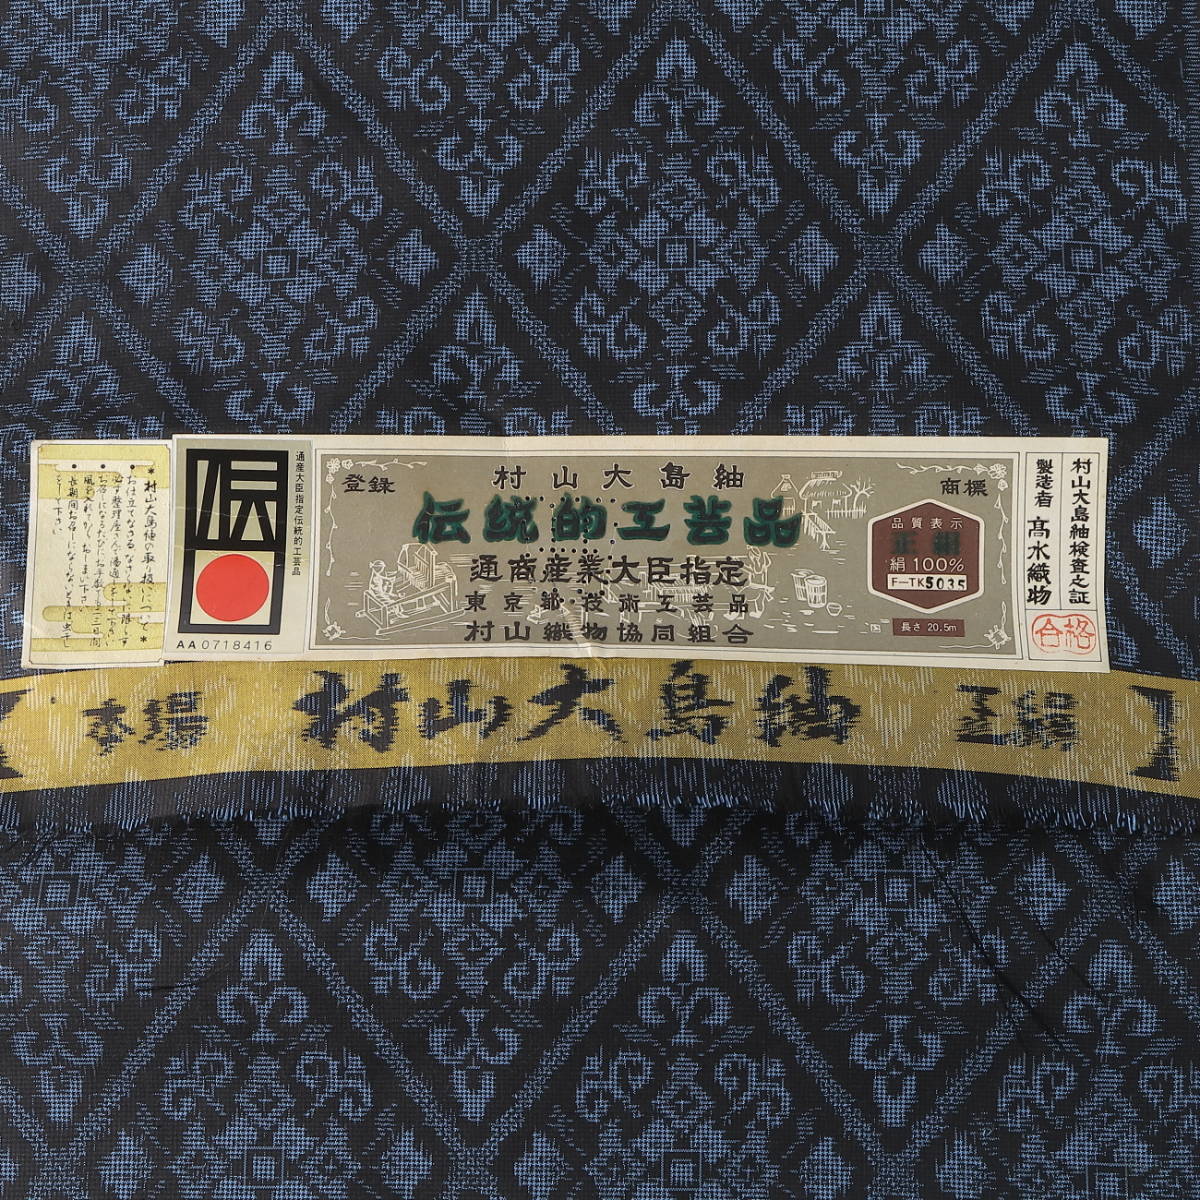 村山大島紬の取り扱いについて
伝
通産大臣指定伝統的工芸品
AA0718416
登録
村山大島紬
商標
伝統的工芸品
通商産業大臣指定
東京都技術工芸品
村山織物協同組合
品質表示
正絹
絹100%
F-TK5035
長さ 20.5m
村山大島紬検査之証
製造者 髙水織物
合格
本場 村山大島紬 正絹